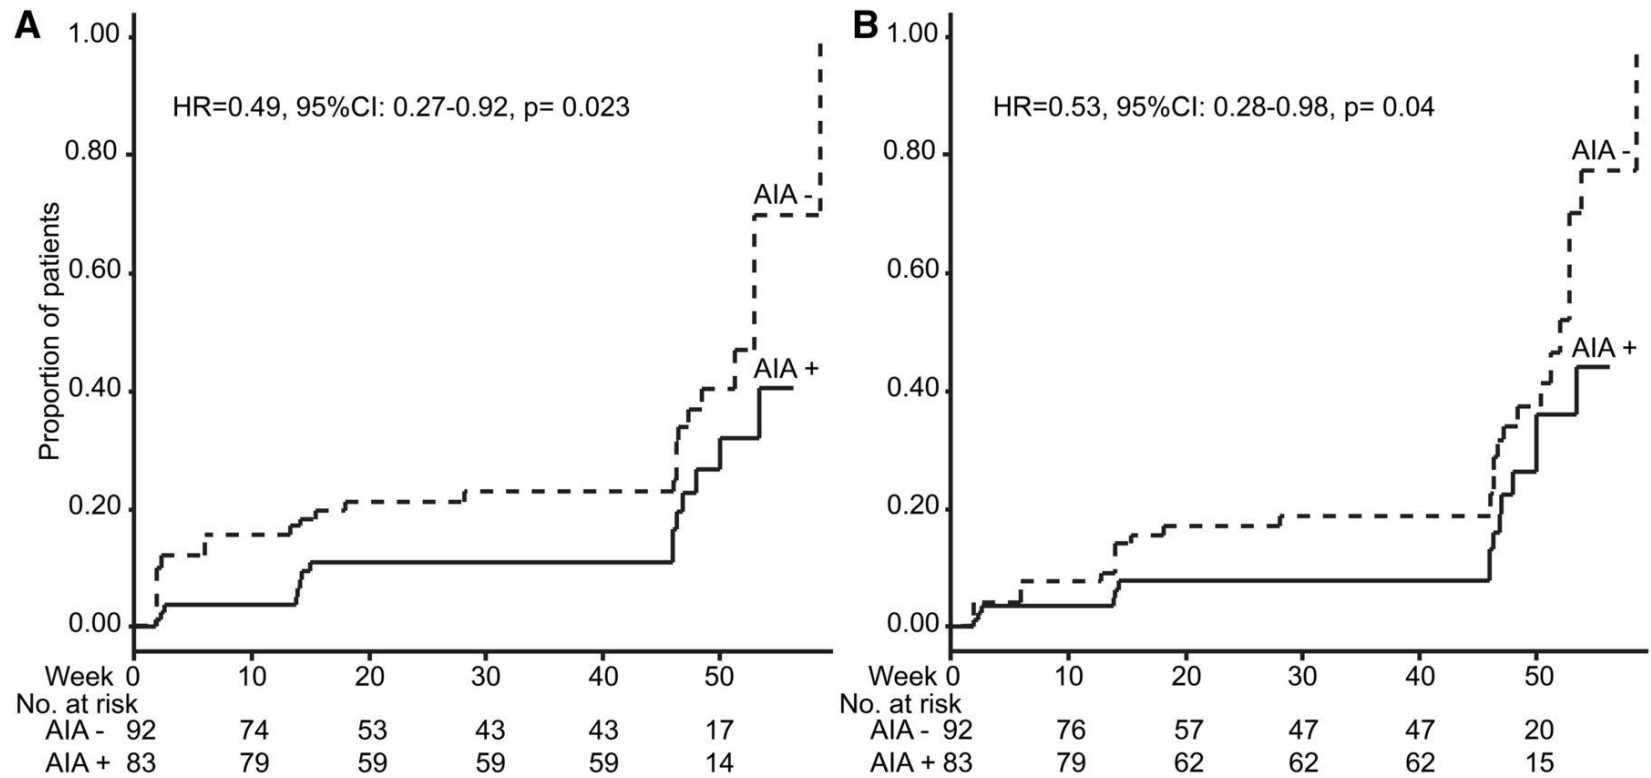 A
1.00
HR=0.49, 95%CI: 0.27-0.92, p= 0.023
0.80
AIA -
0.60
AIA +
0.40
0.20
0.00
Proportion of patients
Week 0 10 20 30 40 50
No. at risk
AIA - 92 74 53 43 43 17
AIA + 83 79 59 59 59 14
B
1.00
HR=0.53, 95%CI: 0.28-0.98, p= 0.04
0.80
AIA -
0.60
AIA +
0.40
0.20
0.00
Week 0 10 20 30 40 50
No. at risk
AIA - 92 76 57 47 47 20
AIA + 83 79 62 62 62 15